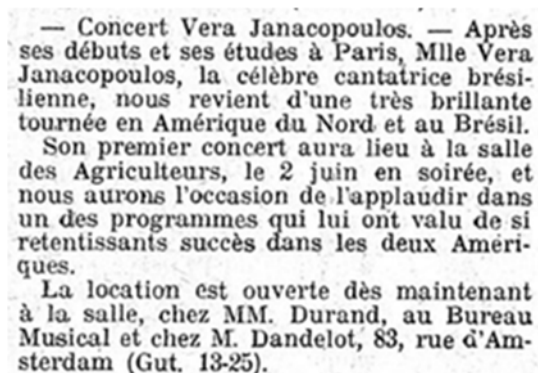 — Concert Vera Janacopoulos. — Après
ses débuts et ses études à Paris, Mlle Vera
Janacopoulos, la célèbre cantatrice brési-
lienne, nous revient d'une très brillante
tournée en Amérique du Nord et au Brésil.
Son premier concert aura lieu à la salle
des Agriculteurs, le 2 juin en soirée, et
nous aurons l'occasion de l'applaudir dans
un des programmes qui lui ont valu de si
retentissants succès dans les deux Améri-
ques.
La location est ouverte dès maintenant
à la salle, chez MM. Durand, au Bureau
Musical et chez M. Dandelot, 83, rue d'Am-
sterdam (Gut. 13-25).